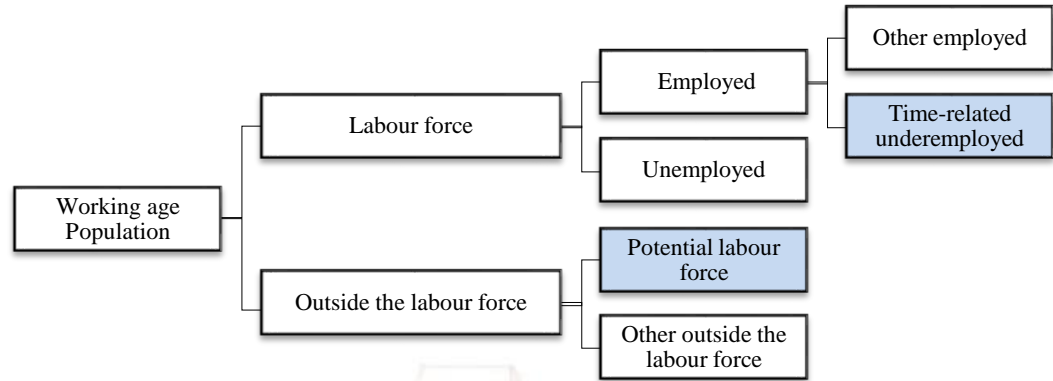 Working age
Population
Labour force
Outside the labour force
Employed
Unemployed
Potential labour
force
Other outside the
labour force
Other employed
Time-related
underemployed